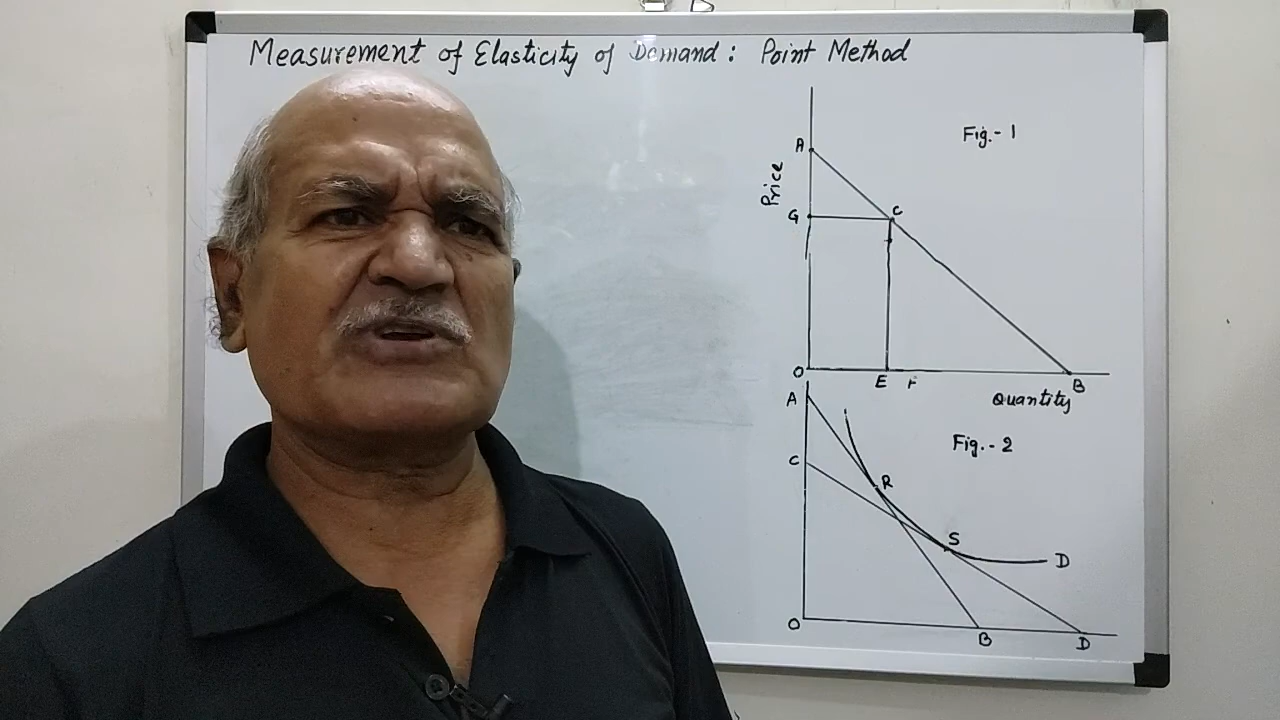 Measurement of Elasticity of Demand : Point Method
Fig.- 1
A
Price
G
C
O
E
F
B
Quantity
A
Fig.- 2
C
R
S
D
O
B
D